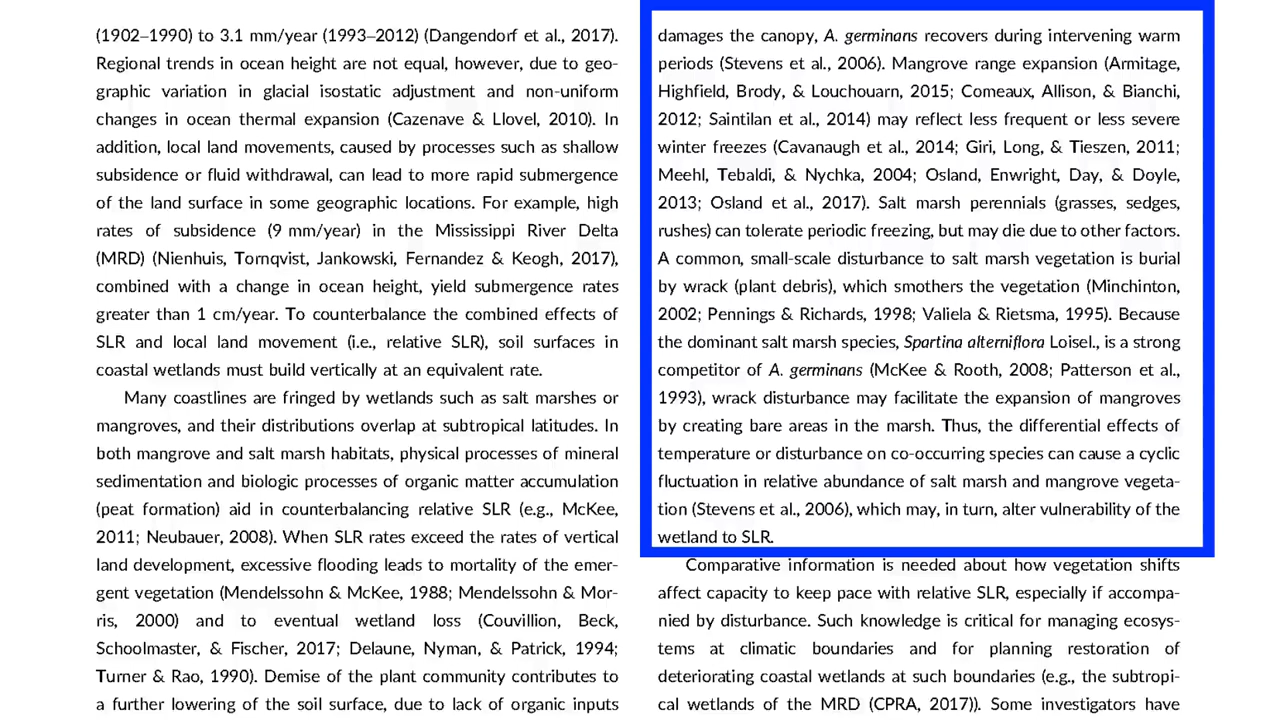 (1902–1990) to 3.1 mm/year (1993–2012) (Dangendorf et al., 2017).
Regional trends in ocean height are not equal, however, due to geo-
graphic variation in glacial isostatic adjustment and non-uniform
changes in ocean thermal expansion (Cazenave & Llovel, 2010). In
addition, local land movements, caused by processes such as shallow
subsidence or fluid withdrawal, can lead to more rapid submergence
of the land surface in some geographic locations. For example, high
rates of subsidence (9 mm/year) in the Mississippi River Delta
(MRD) (Nienhuis, Tornqvist, Jankowski, Fernandez & Keogh, 2017),
combined with a change in ocean height, yield submergence rates
greater than 1 cm/year. To counterbalance the combined effects of
SLR and local land movement (i.e., relative SLR), soil surfaces in
coastal wetlands must build vertically at an equivalent rate.
Many coastlines are fringed by wetlands such as salt marshes or
mangroves, and their distributions overlap at subtropical latitudes. In
both mangrove and salt marsh habitats, physical processes of mineral
sedimentation and biologic processes of organic matter accumulation
(peat formation) aid in counterbalancing relative SLR (e.g., McKee,
2011; Neubauer, 2008). When SLR rates exceed the rates of vertical
land development, excessive flooding leads to mortality of the emer-
gent vegetation (Mendelssohn & McKee, 1988; Mendelssohn & Mor-
ris, 2000) and to eventual wetland loss (Couvillion, Beck,
Schoolmaster, & Fischer, 2017; Delaune, Nyman, & Patrick, 1994;
Turner & Rao, 1990). Demise of the plant community contributes to
a further lowering of the soil surface, due to lack of organic inputs
damages the canopy, A. germinans recovers during intervening warm
periods (Stevens et al., 2006). Mangrove range expansion (Armitage,
Highfield, Brody, & Louchouarn, 2015; Comeaux, Allison, & Bianchi,
2012; Saintilan et al., 2014) may reflect less frequent or less severe
winter freezes (Cavanaugh et al., 2014; Giri, Long, & Tieszen, 2011;
Meehl, Tebaldi, & Nychka, 2004; Osland, Enwright, Day, & Doyle,
2013; Osland et al., 2017). Salt marsh perennials (grasses, sedges,
rushes) can tolerate periodic freezing, but may die due to other factors.
A common, small-scale disturbance to salt marsh vegetation is burial
by wrack (plant debris), which smothers the vegetation (Minchinton,
2002; Pennings & Richards, 1998; Valiela & Rietsma, 1995). Because
the dominant salt marsh species, Spartina alterniflora Loisel., is a strong
competitor of A. germinans (McKee & Rooth, 2008; Patterson et al.,
1993), wrack disturbance may facilitate the expansion of mangroves
by creating bare areas in the marsh. Thus, the differential effects of
temperature or disturbance on co-occurring species can cause a cyclic
fluctuation in relative abundance of salt marsh and mangrove vegeta-
tion (Stevens et al., 2006), which may, in turn, alter vulnerability of the
wetland to SLR.
Comparative information is needed about how vegetation shifts
affect capacity to keep pace with relative SLR, especially if accompa-
nied by disturbance. Such knowledge is critical for managing ecosys-
tems at climatic boundaries and for planning restoration of
deteriorating coastal wetlands at such boundaries (e.g., the subtropi-
cal wetlands of the MRD (CPRA, 2017)). Some investigators have